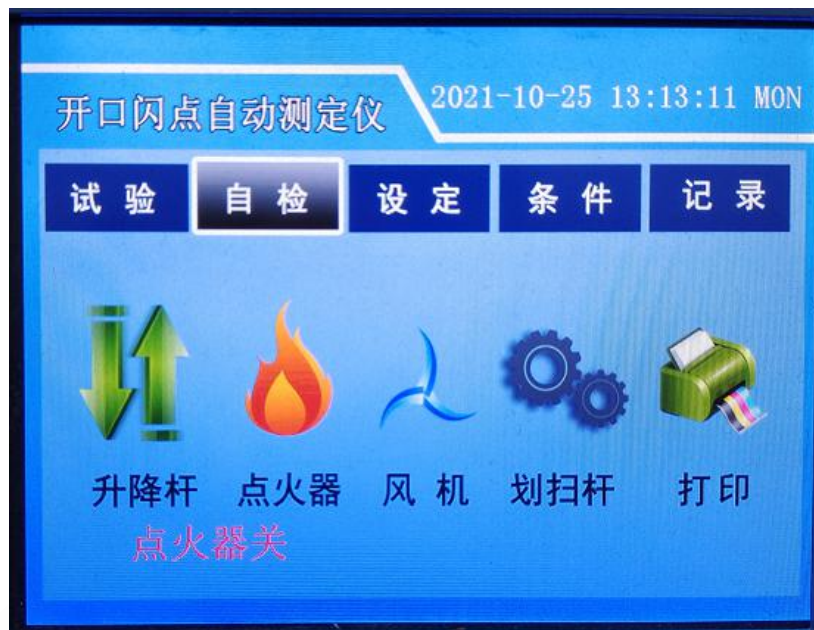 开口闪点自动测定仪
2021-10-25 13:13:11 MON
试 验 自 检 设 定 条 件 记 录
升降杆 点火器 风 机 划扫杆 打印
点火器关